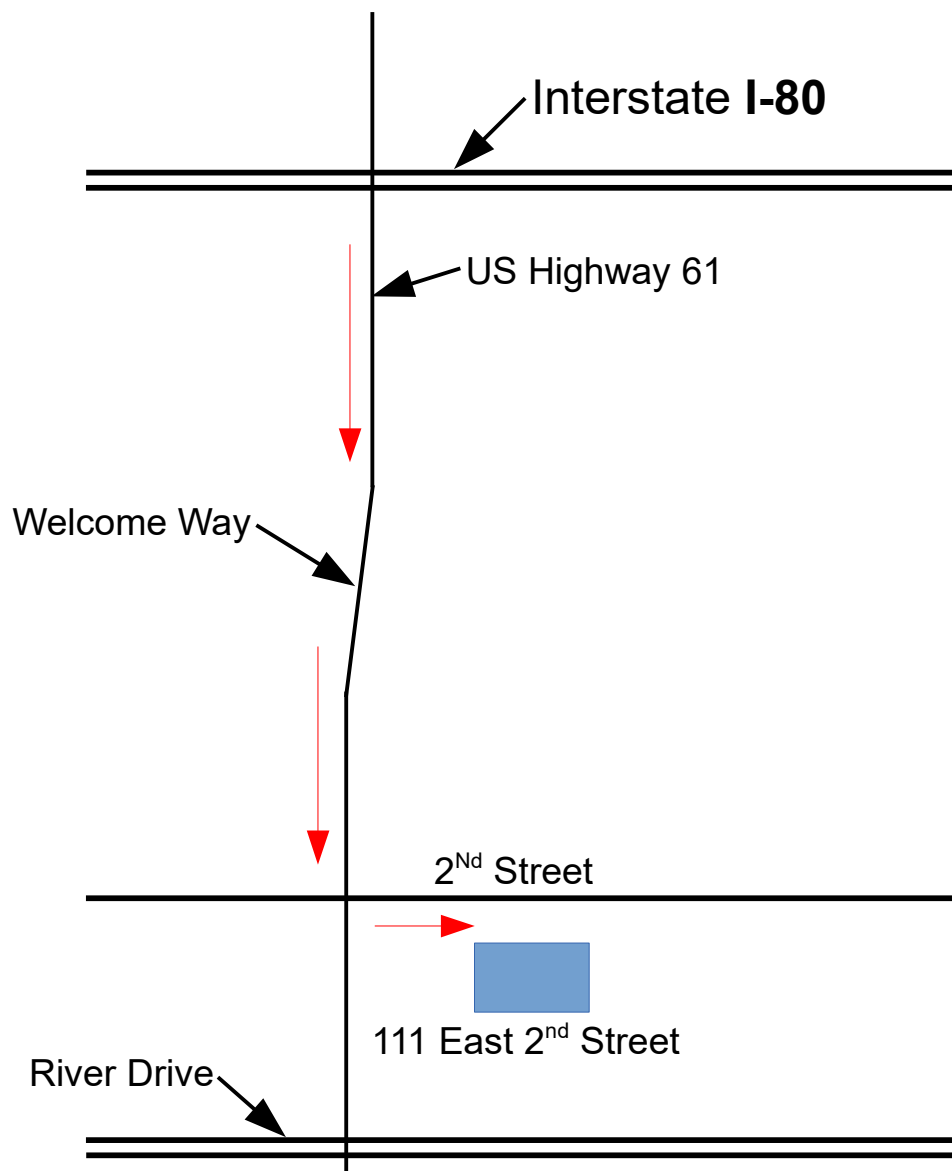 Interstate I-80
US Highway 61
Welcome Way
2Nd Street
111 East 2nd Street
River Drive